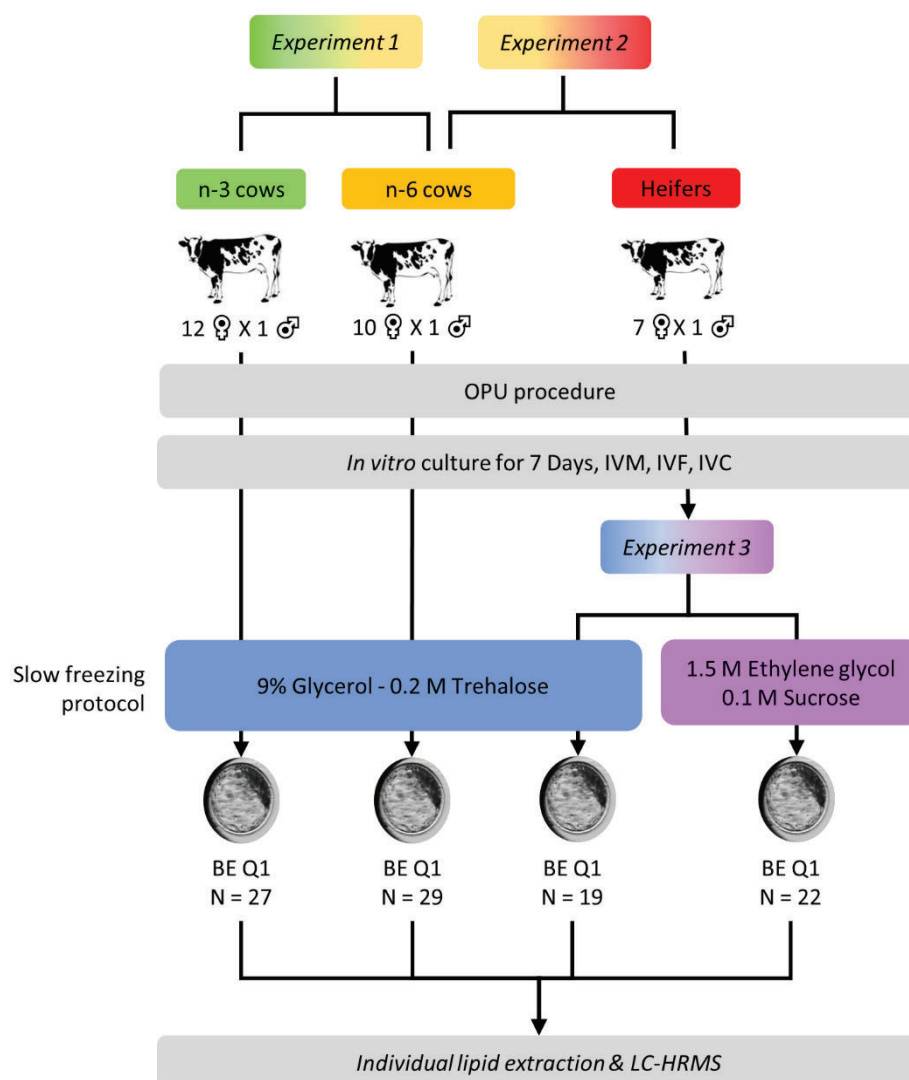 Experiment 1
Experiment 2
n-3 cows
n-6 cows
Heifers
12 ♀ X 1 ♂
10 ♀ X 1 ♂
7 ♀ X 1 ♂
OPU procedure
In vitro culture for 7 Days, IVM, IVF, IVC
Experiment 3
Slow freezing
protocol
9% Glycerol - 0.2 M Trehalose
1.5 M Ethylene glycol
0.1 M Sucrose
BE Q1
N = 27
BE Q1
N = 29
BE Q1
N = 19
BE Q1
N = 22
Individual lipid extraction & LC-HRMS